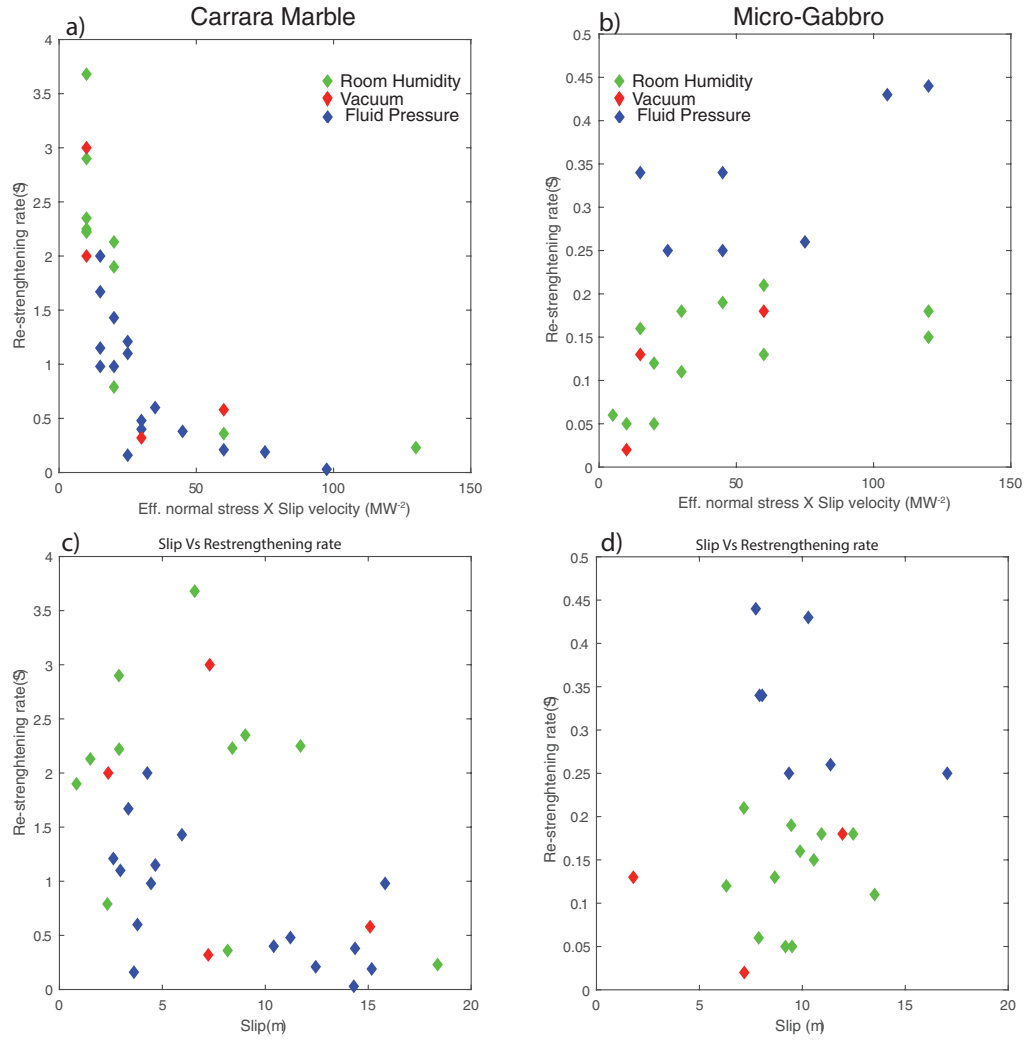 Carrara Marble
Micro-Gabbro
a)
4
3.5
3
2.5
2
1.5
1
0.5
0
Re-strenghtening rate(S)
Room Humidity
Vacuum
Fluid Pressure
0
50
100
150
Eff. normal stress X Slip velocity (MW-2)
b)
0.5
0.45
0.4
0.35
0.3
0.25
0.2
0.15
0.1
0.05
0
Re-strenghtening rate(S)
Room Humidity
Vacuum
Fluid Pressure
0
50
100
150
Eff. normal stress X Slip velocity (MW-2)
c)
Slip Vs Restrengthening rate
4
3.5
3
2.5
2
1.5
1
0.5
0
Re-strenghtening rate(S)
0
5
10
15
20
Slip(m)
d)
Slip Vs Restrengthening rate
0.5
0.45
0.4
0.35
0.3
0.25
0.2
0.15
0.1
0.05
0
Re-strenghtening rate(S)
0
5
10
15
20
Slip (m)